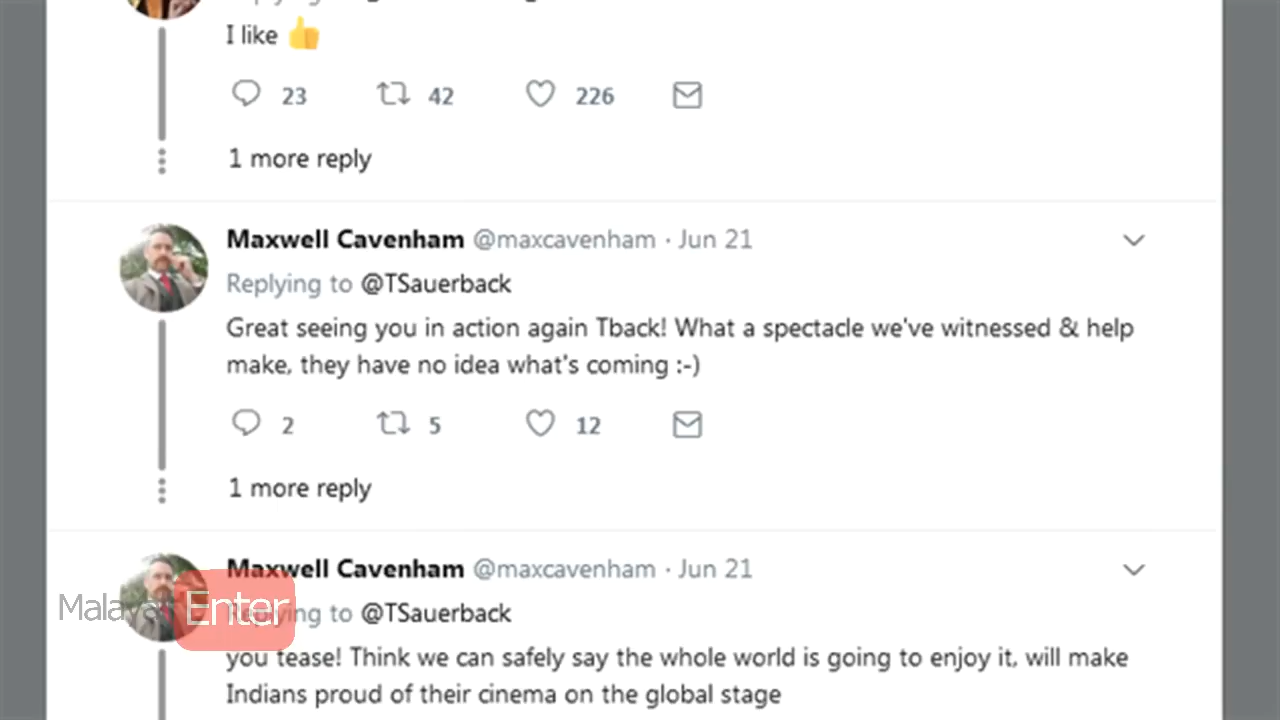 I like 👍
23 42 226
1 more reply
Maxwell Cavenham @maxcavenham · Jun 21
Replying to @TSauerback
Great seeing you in action again Tback! What a spectacle we've witnessed & help
make, they have no idea what's coming :-)
2 5 12
1 more reply
Maxwell Cavenham @maxcavenham · Jun 21
Replying to @TSauerback
Enter
you tease! Think we can safely say the whole world is going to enjoy it, will make
Indians proud of their cinema on the global stage